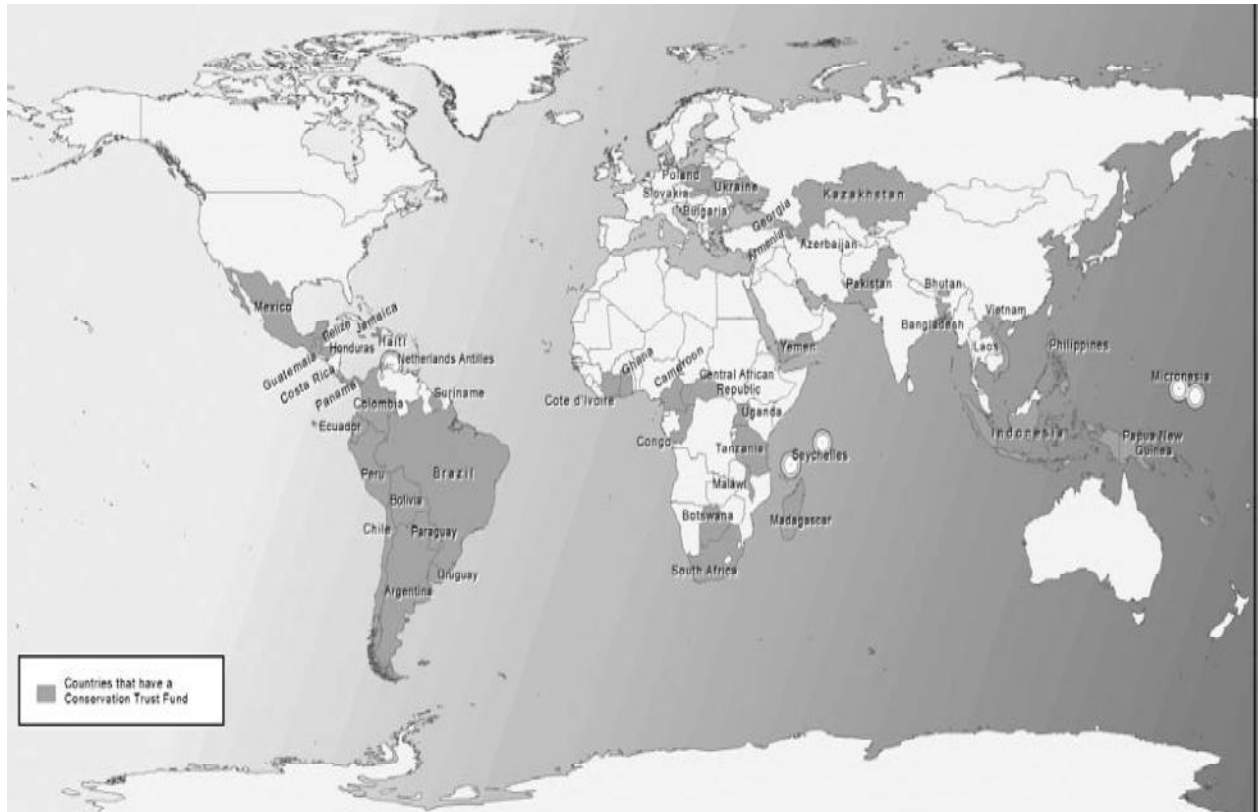 Poland
Slovakia
Ukraine
Bulgaria
Georgia
Armenia
Kazakhstan
Azerbaijan
Mexico
Belize
Jamaica
Haiti
Honduras
Guatemala
Netherlands Antilles
Costa Rica
Panama
Suriname
Colombia
Ecuador
Peru
Brazil
Bolivia
Chile
Paraguay
Uruguay
Argentina
Pakistan
Bhutan
Bangladesh
Vietnam
Laos
Philippines
Yemen
Ghana
Cameroon
Central African
Republic
Cote d'Ivoire
Uganda
Congo
Tanzania
Seychelles
Malawi
Botswana
Madagascar
South Africa
Micronesia
Indonesia
Papua New
Guinea
Countries that have a
Conservation Trust Fund